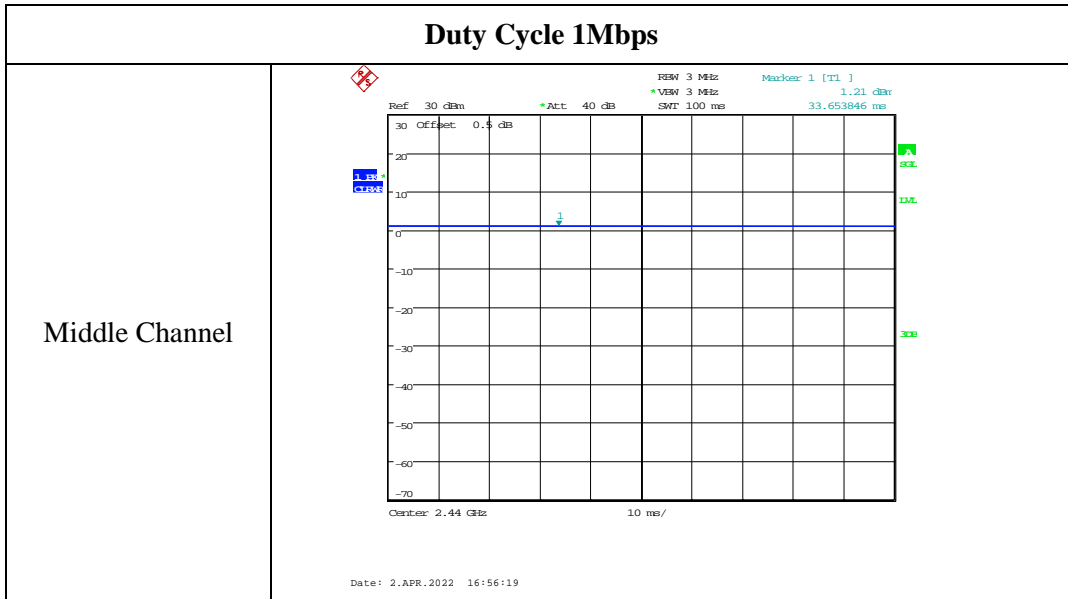 Duty Cycle 1Mbps
Middle Channel
R
S
RBW 3 MHz
Marker 1 [T1 ]
*VBW 3 MHz
1.21 dBm
Ref 30 dBm
*Att 40 dB
SWT 100 ms
33.653846 ms
30 Offset 0.5 dB
A
20
SGL
1 PK *
CLRWR
10
LVL
1
0
-10
-20
3DB
-30
-40
-50
-60
-70
Center 2.44 GHz
10 ms/
Date: 2.APR.2022 16:56:19